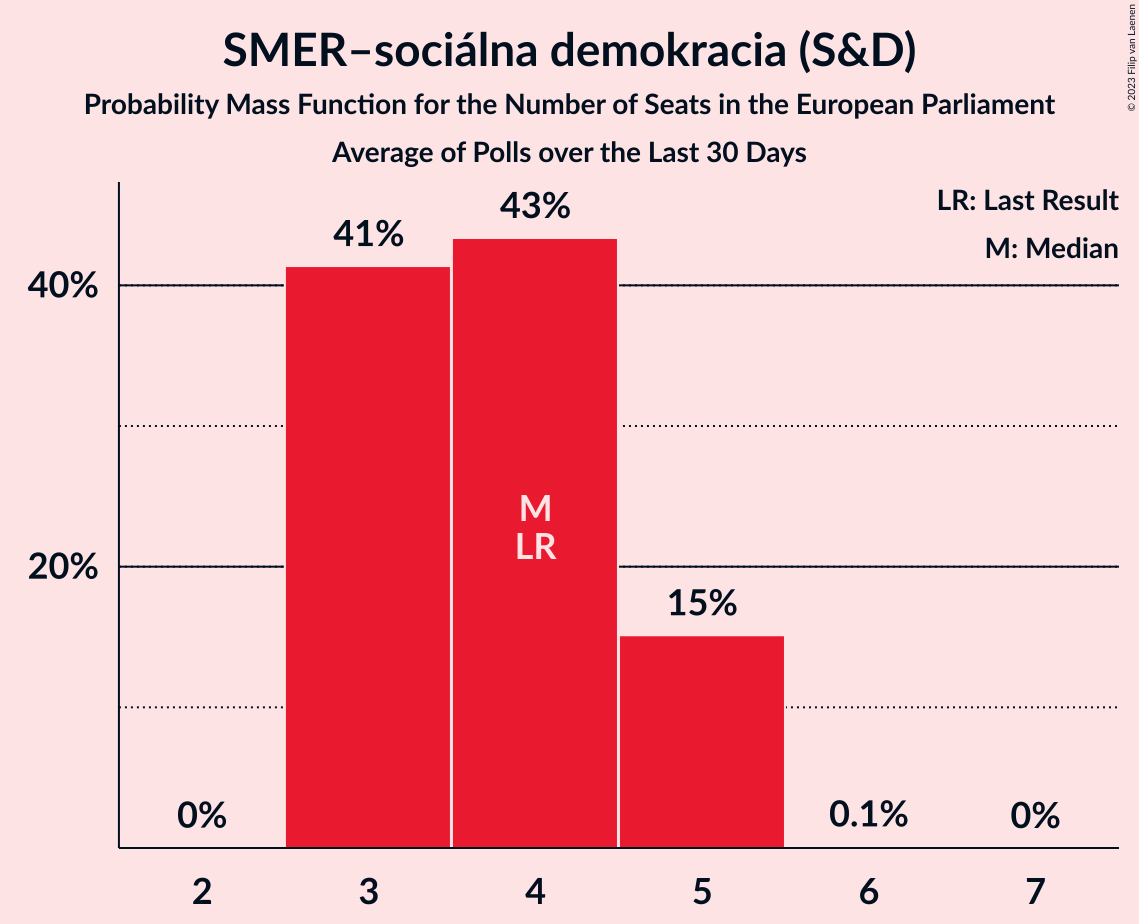 SMER–sociálna demokracia (S&D)
Probability Mass Function for the Number of Seats in the European Parliament
Average of Polls over the Last 30 Days
© 2023 Filip van Laenen
LR: Last Result
M: Median
43%
41%
40%
M
LR
20%
15%
0%
0.1%
0%
2 3 4 5 6 7